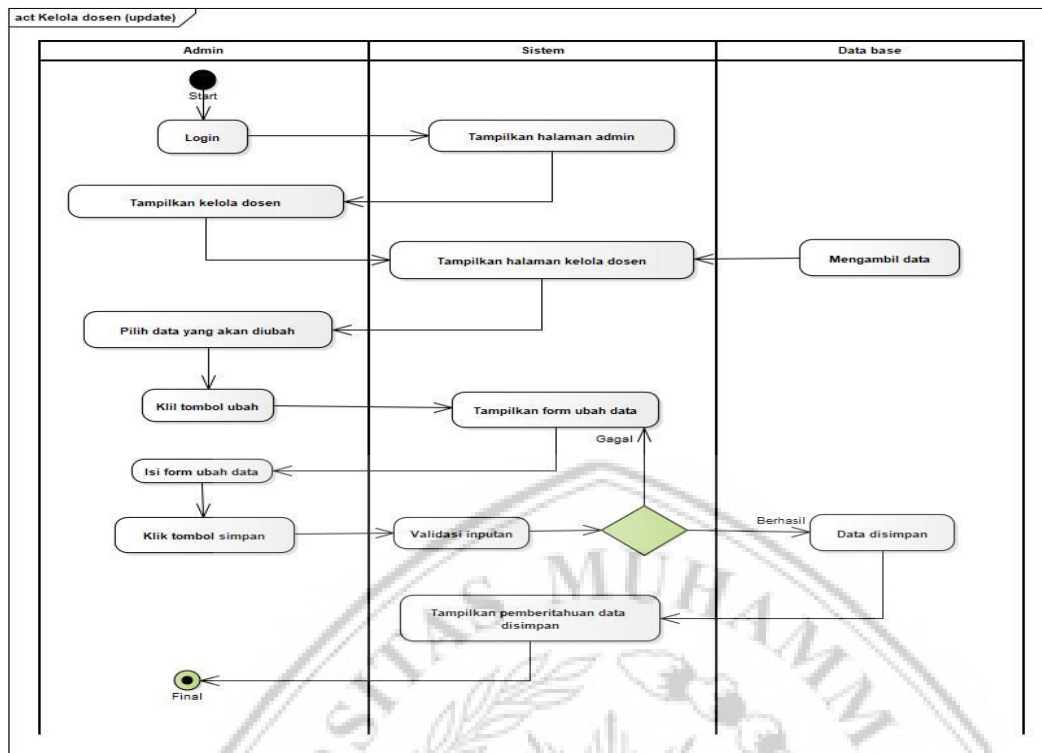 act Kelola dosen (update)
Admin
Sistem
Data base
Start
Login
Tampilkan halaman admin
Tampilkan kelola dosen
Tampilkan halaman kelola dosen
Mengambil data
Pilih data yang akan diubah
Klil tombol ubah
Tampilkan form ubah data
Gagal
Isi form ubah data
Klik tombol simpan
Validasi inputan
Berhasil
Data disimpan
Tampilkan pemberitahuan data
disimpan
Final
SITAS MUHAMM